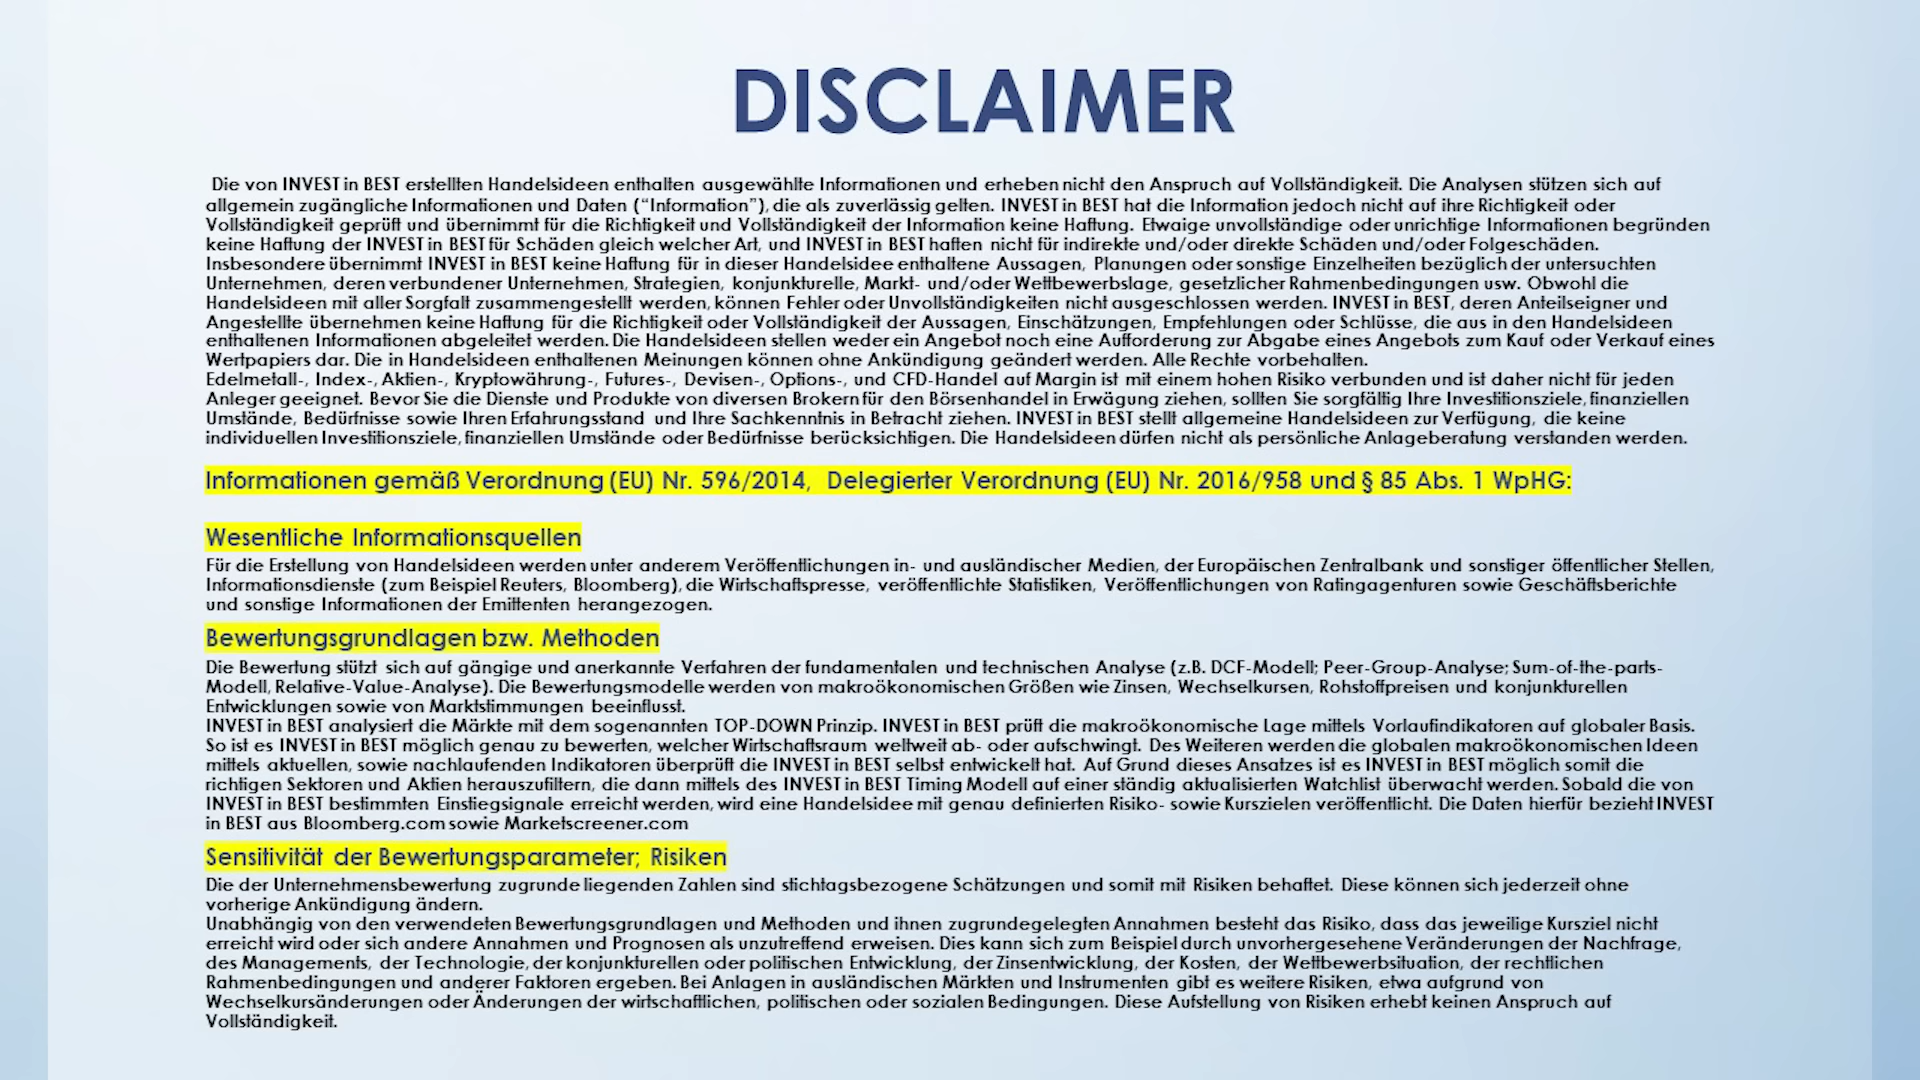 DISCLAIMER
Die von INVEST in BEST erstellten Handelsideen enthalten ausgewählte Informationen und erheben nicht den Anspruch auf Vollständigkeit. Die Analysen stützen sich auf
allgemein zugängliche Informationen und Daten (“Information”), die als zuverlässig gelten. INVEST in BEST hat die Information jedoch nicht auf ihre Richtigkeit oder
Vollständigkeit geprüft und übernimmt für die Richtigkeit und Vollständigkeit der Information keine Haftung. Etwaige unvollständige oder unrichtige Informationen begründen
keine Haftung der INVEST in BEST für Schäden gleich welcher Art, und INVEST in BEST haften nicht für indirekte und/oder direkte Schäden und/oder Folgeschäden.
Insbesondere übernimmt INVEST in BEST keine Haftung für in dieser Handelsidee enthaltene Aussagen, Planungen oder sonstige Einzelheiten bezüglich der untersuchten
Unternehmen, deren verbundener Unternehmen, Strategien, konjunkturelle, Markt- und/oder Wettbewerbslage, gesetzlicher Rahmenbedingungen usw. Obwohl die
Handelsideen mit aller Sorgfalt zusammengestellt werden, können Fehler oder Unvollständigkeiten nicht ausgeschlossen werden. INVEST in BEST, deren Anteilseigner und
Angestellte übernehmen keine Haftung für die Richtigkeit oder Vollständigkeit der Aussagen, Einschätzungen, Empfehlungen oder Schlüsse, die aus in den Handelsideen
enthaltenen Informationen abgeleitet werden. Die Handelsideen stellen weder ein Angebot noch eine Aufforderung zur Abgabe eines Angebots zum Kauf oder Verkauf eines
Wertpapiers dar. Die in Handelsideen enthaltenen Meinungen können ohne Ankündigung geändert werden. Alle Rechte vorbehalten.
Edelmetall-, Index-, Aktien-, Kryptowährung-, Futures-, Devisen-, Options-, und CFD-Handel auf Margin ist mit einem hohen Risiko verbunden und ist daher nicht für jeden
Anleger geeignet. Bevor Sie die Dienste und Produkte von diversen Brokern für den Börsenhandel in Erwägung ziehen, sollten Sie sorgfältig Ihre Investitionsziele, finanziellen
Umstände, Bedürfnisse sowie Ihren Erfahrungsstand und Ihre Sachkenntnis in Betracht ziehen. INVEST in BEST stellt allgemeine Handelsideen zur Verfügung, die keine
individuellen Investitionsziele, finanziellen Umstände oder Bedürfnisse berücksichtigen. Die Handelsideen dürfen nicht als persönliche Anlageberatung verstanden werden.
Informationen gemäß Verordnung (EU) Nr. 596/2014, Delegierter Verordnung (EU) Nr. 2016/958 und § 85 Abs. 1 WpHG:
Wesentliche Informationsquellen
Für die Erstellung von Handelsideen werden unter anderem Veröffentlichungen in- und ausländischer Medien, der Europäischen Zentralbank und sonstiger öffentlicher Stellen,
Informationsdienste (zum Beispiel Reuters, Bloomberg), die Wirtschaftspresse, veröffentlichte Statistiken, Veröffentlichungen von Ratingagenturen sowie Geschäftsberichte
und sonstige Informationen der Emittenten herangezogen.
Bewertungsgrundlagen bzw. Methoden
Die Bewertung stützt sich auf gängige und anerkannte Verfahren der fundamentalen und technischen Analyse (z.B. DCF-Modell; Peer-Group-Analyse; Sum-of-the-parts-
Modell, Relative-Value-Analyse). Die Bewertungsmodelle werden von makroökonomischen Größen wie Zinsen, Wechselkursen, Rohstoffpreisen und konjunkturellen
Entwicklungen sowie von Marktstimmungen beeinflusst.
INVEST in BEST analysiert die Märkte mit dem sogenannten TOP-DOWN Prinzip. INVEST in BEST prüft die makroökonomische Lage mittels Vorlaufindikatoren auf globaler Basis.
So ist es INVEST in BEST möglich genau zu bewerten, welcher Wirtschaftsraum weltweit ab- oder aufschwingt. Des Weiteren werden die globalen makroökonomischen Ideen
mittels aktuellen, sowie nachlaufenden Indikatoren überprüft die INVEST in BEST selbst entwickelt hat. Auf Grund dieses Ansatzes ist es INVEST in BEST möglich somit die
richtigen Sektoren und Aktien herauszufiltern, die dann mittels des INVEST in BEST Timing Modell auf einer ständig aktualisierten Watchlist überwacht werden. Sobald die von
INVEST in BEST bestimmten Einstiegsignale erreicht werden, wird eine Handelsidee mit genau definierten Risiko- sowie Kurszielen veröffentlicht. Die Daten hierfür bezieht INVEST
in BEST aus Bloomberg.com sowie Marketscreener.com
Sensitivität der Bewertungsparameter; Risiken
Die der Unternehmensbewertung zugrunde liegenden Zahlen sind stichtagsbezogene Schätzungen und somit mit Risiken behaftet. Diese können sich jederzeit ohne
vorherige Ankündigung ändern.
Unabhängig von den verwendeten Bewertungsgrundlagen und Methoden und ihnen zugrundegelegten Annahmen besteht das Risiko, dass das jeweilige Kursziel nicht
erreicht wird oder sich andere Annahmen und Prognosen als unzutreffend erweisen. Dies kann sich zum Beispiel durch unvorhergesehene Veränderungen der Nachfrage,
des Managements, der Technologie, der konjunkturellen oder politischen Entwicklung, der Zinsentwicklung, der Kosten, der Wettbewerbsituation, der rechtlichen
Rahmenbedingungen und anderer Faktoren ergeben. Bei Anlagen in ausländischen Märkten und Instrumenten gibt es weitere Risiken, etwa aufgrund von
Wechselkursänderungen oder Änderungen der wirtschaftlichen, politischen oder sozialen Bedingungen. Diese Aufstellung von Risiken erhebt keinen Anspruch auf
Vollständigkeit.